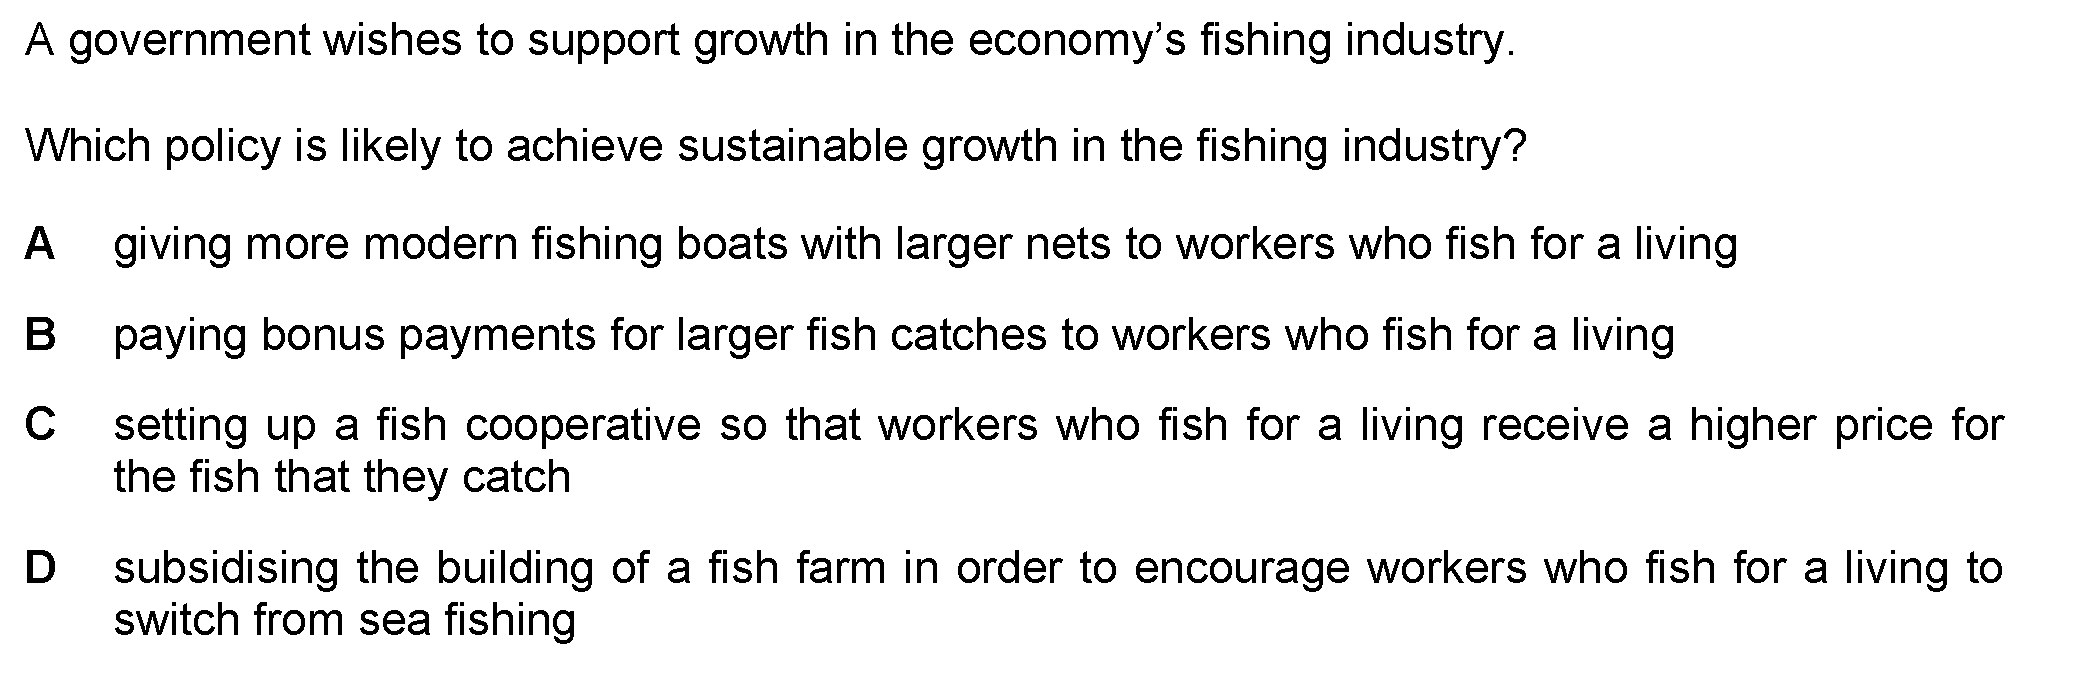 A government wishes to support growth in the economy’s fishing industry.
Which policy is likely to achieve sustainable growth in the fishing industry?
A giving more modern fishing boats with larger nets to workers who fish for a living
B paying bonus payments for larger fish catches to workers who fish for a living
C setting up a fish cooperative so that workers who fish for a living receive a higher price for
the fish that they catch
D subsidising the building of a fish farm in order to encourage workers who fish for a living to
switch from sea fishing